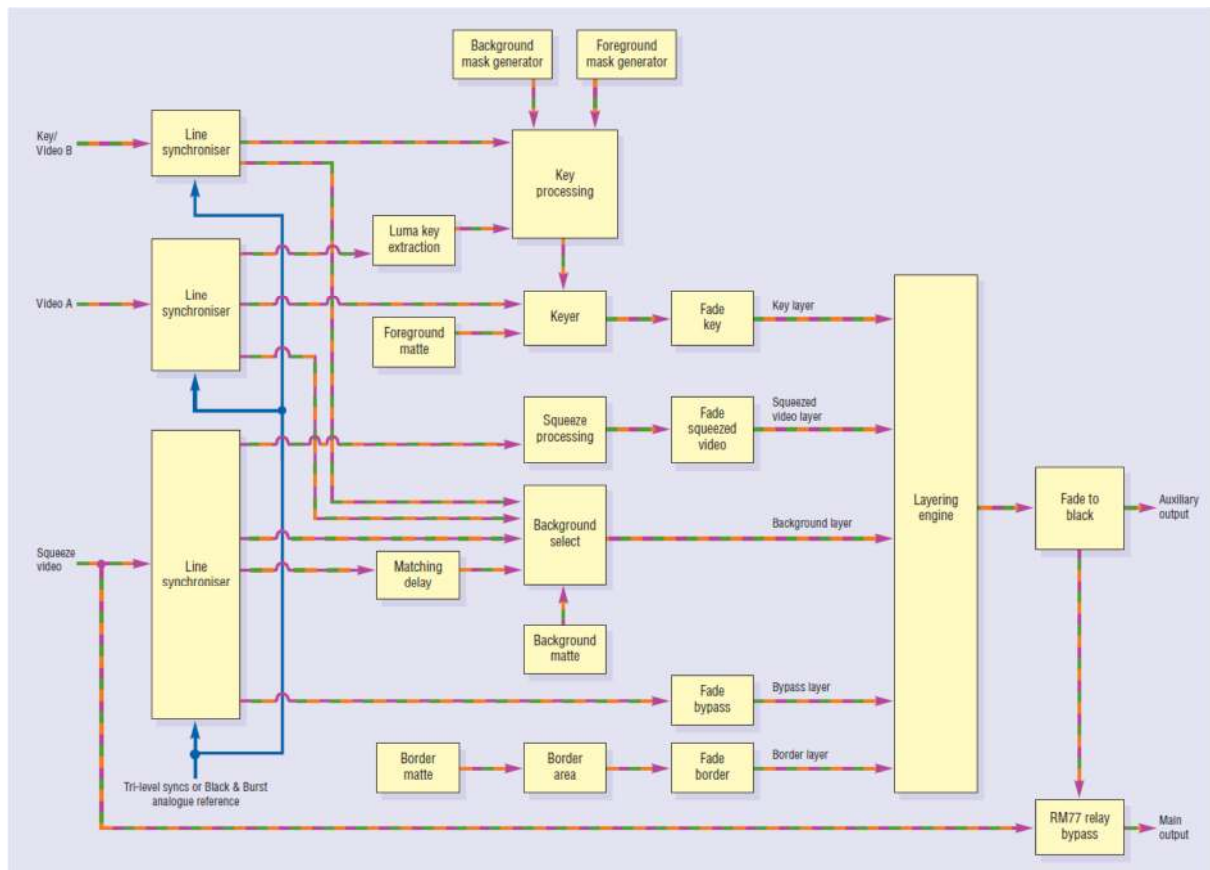 Background
mask generator
Foreground
mask generator
Key/
Video B
Line
synchroniser
Key
processing
Luma key
extraction
Video A
Line
synchroniser
Keyer
Fade
key
Key layer
Foreground
matte
Squeeze
processing
Fade
squeezed
video
Squeezed
video layer
Layering
engine
Fade to
black
Auxiliary
output
Background
select
Background layer
Squeeze
video
Line
synchroniser
Matching
delay
Background
matte
Fade
bypass
Bypass layer
Border
matte
Border
area
Fade
border
Border layer
Tri-level syncs or Black & Burst
analogue reference
RM77 relay
bypass
Main
output